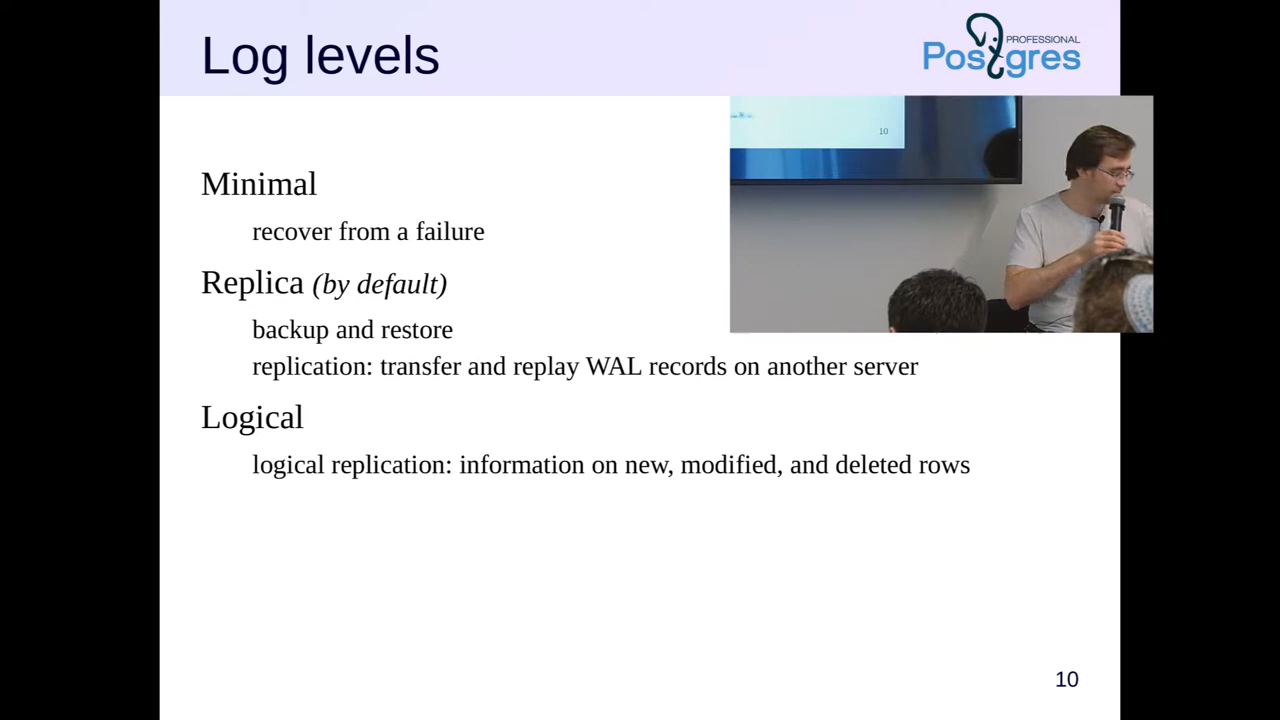 Log levels
PROFESSIONAL
Postgres
10
Minimal
recover from a failure
Replica (by default)
backup and restore
replication: transfer and replay WAL records on another server
Logical
logical replication: information on new, modified, and deleted rows
10